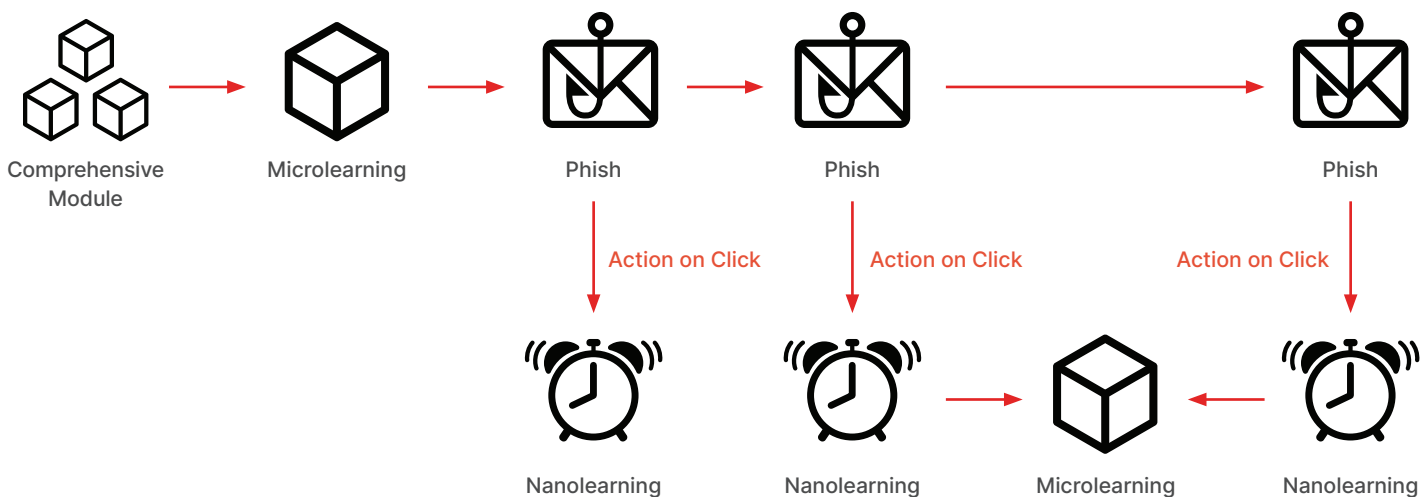 Comprehensive
Module
Microlearning
Phish
Phish
Phish
Action on Click
Action on Click
Action on Click
Nanolearning
Nanolearning
Microlearning
Nanolearning